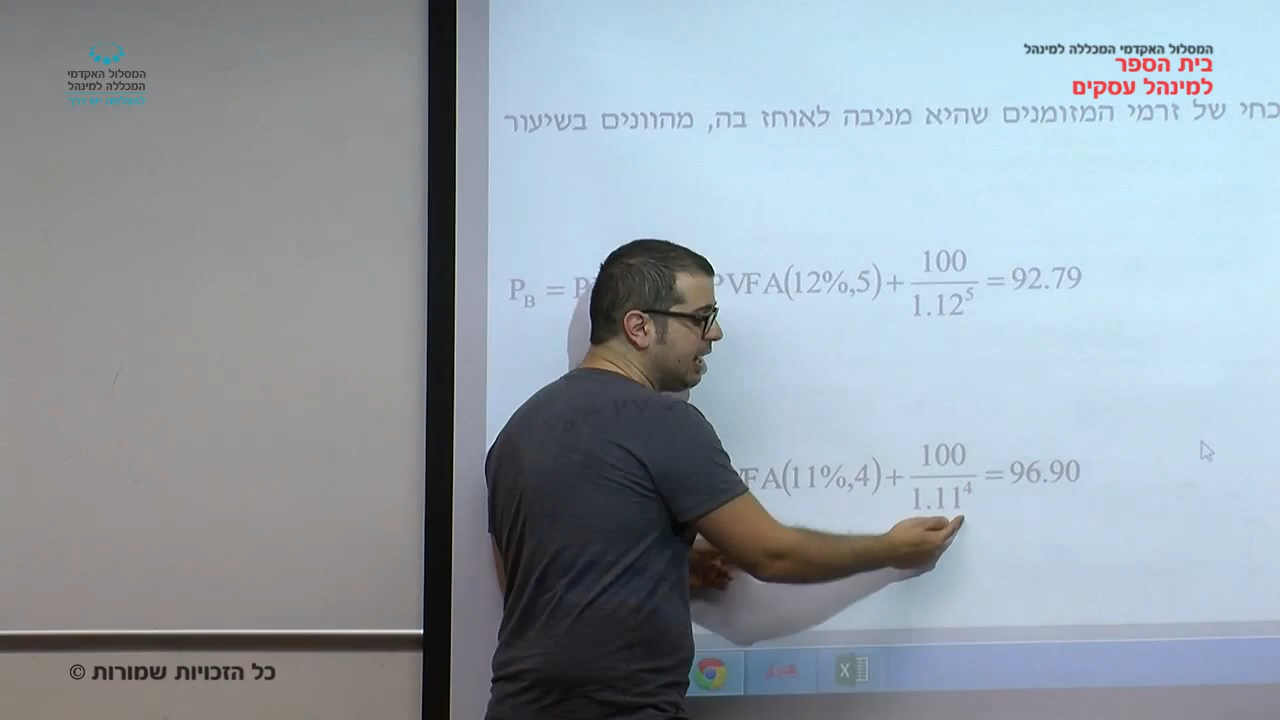 המסלול האקדמי
המכללה למינהל
המסלול האקדמי המכללה למינהל
בית הספר
למינהל עסקים
כחי של זרמי המזומנים שהיא מניבה לאוחז בה, מהוונים בשיעור
P_B = P PVFA(12%,5) + 100/1.12^5 = 92.79
PV
VFA(11%,4) + 100/1.11^4 = 96.90
כל הזכויות שמורות ©